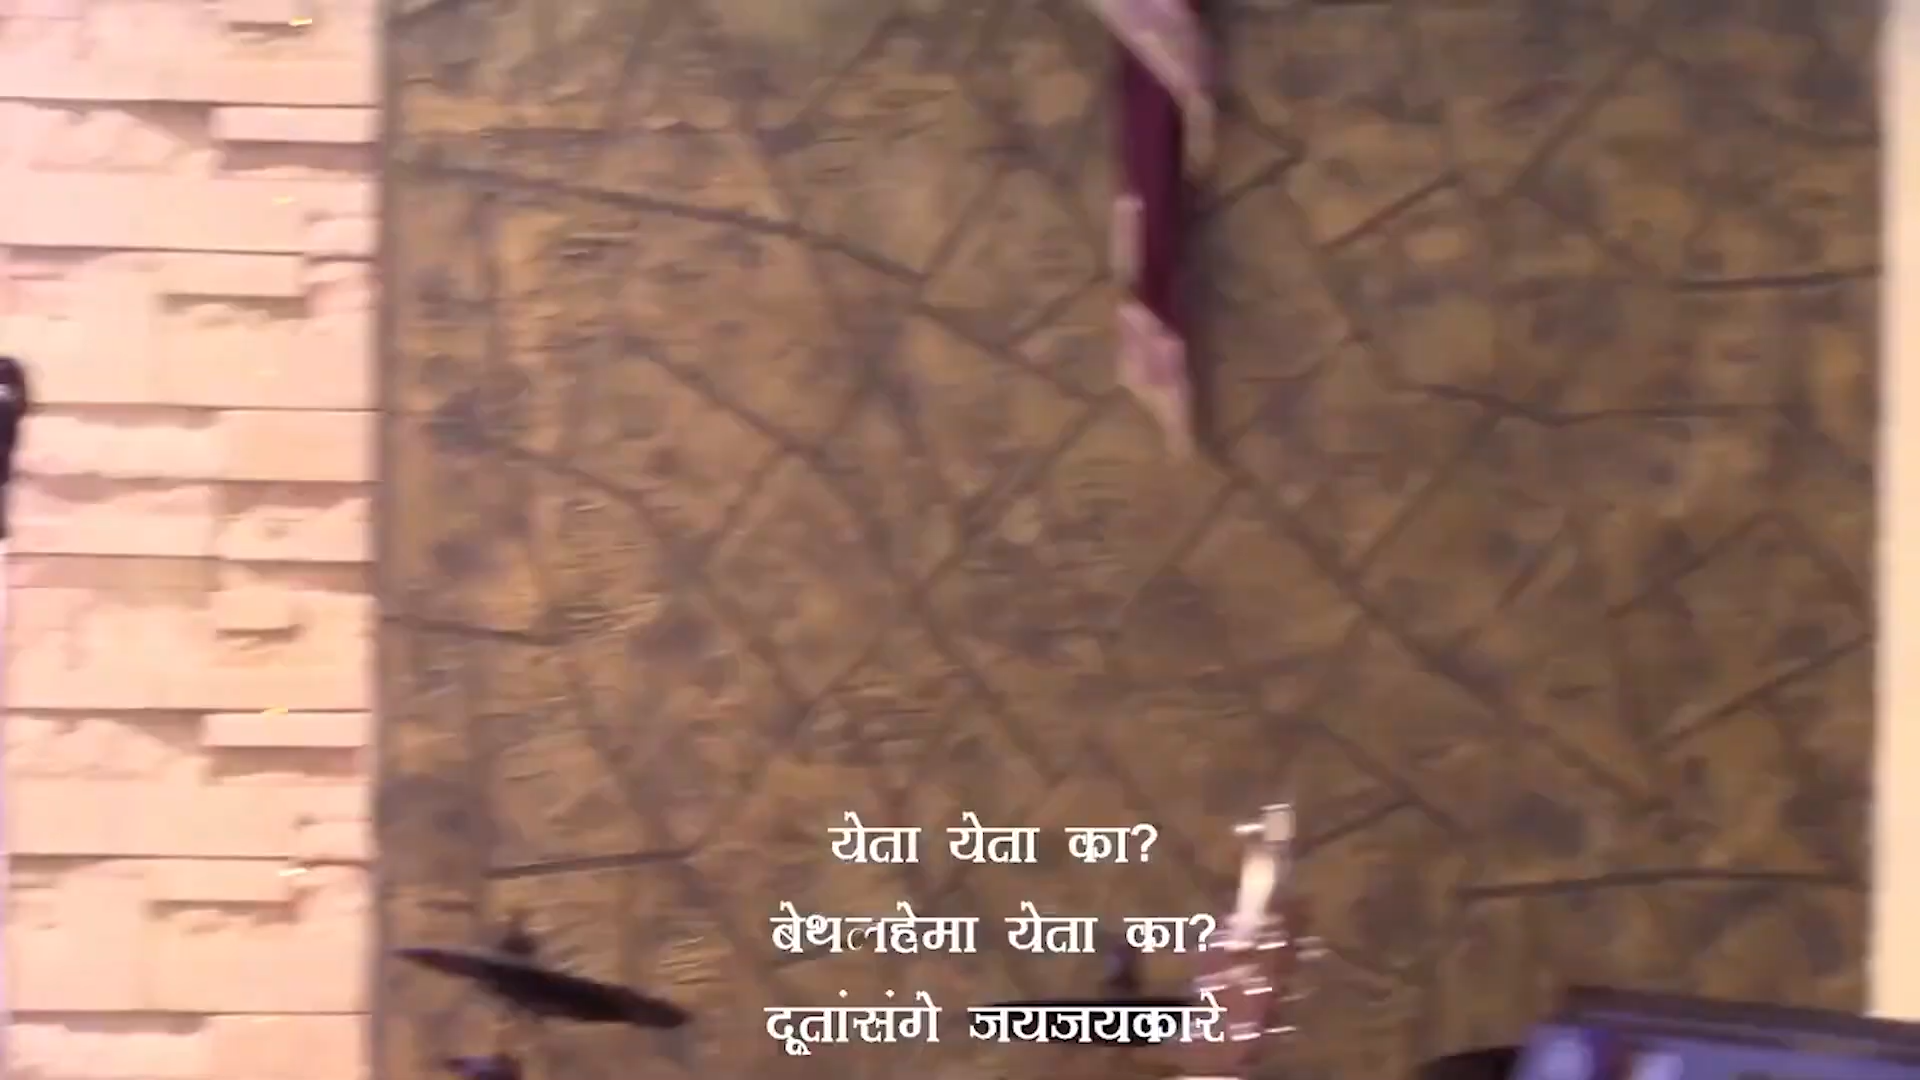 येता येता का?
बेथलहेमा येता का?
दूतांसंगे जयजयकारे